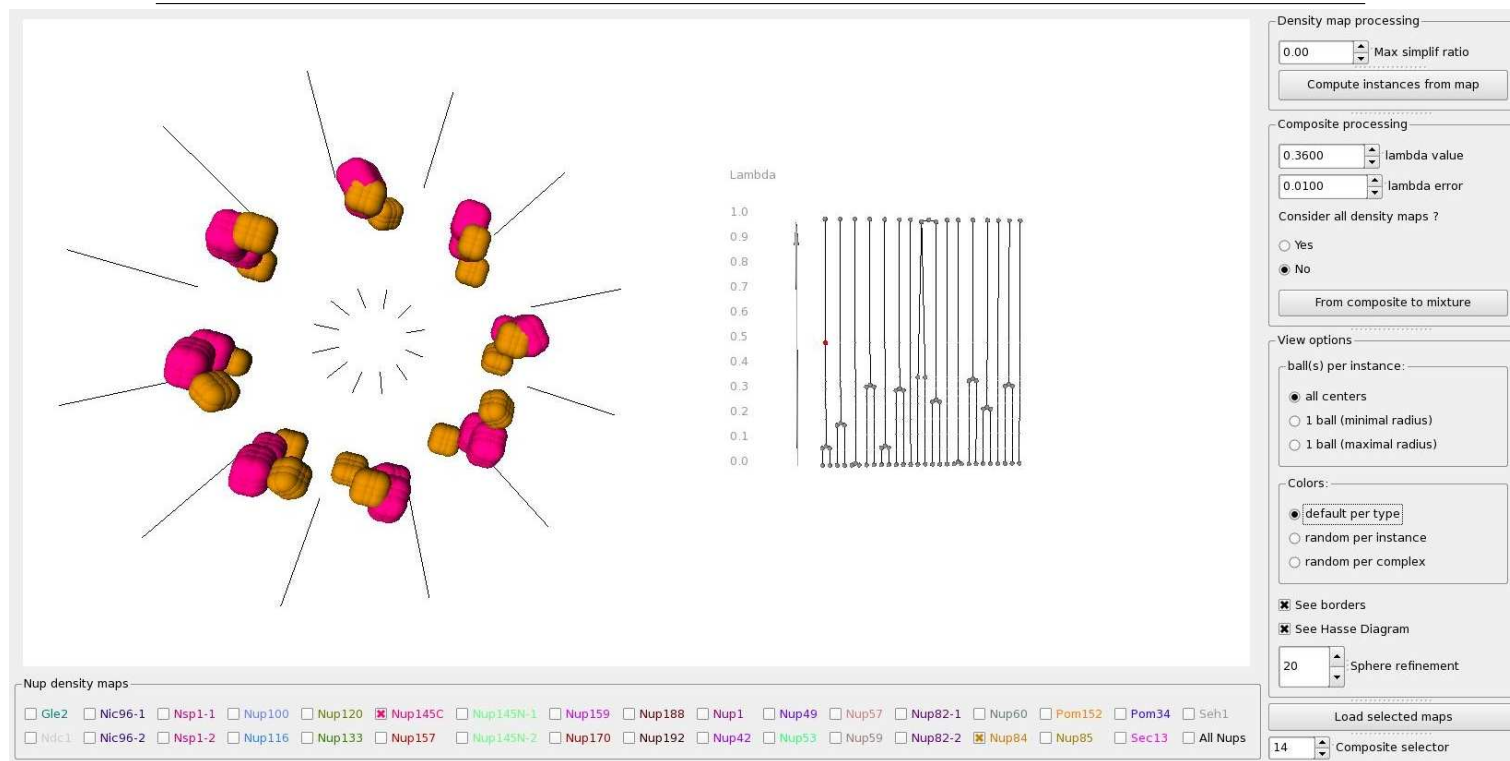 Density map processing
0.00 Max simplif ratio
Compute instances from map
Composite processing
0.3600 lambda value
0.0100 lambda error
Consider all density maps ?
Yes
No
From composite to mixture
View options
ball(s) per instance:
all centers
1 ball (minimal radius)
1 ball (maximal radius)
Colors:
default per type
random per instance
random per complex
See borders
See Hasse Diagram
20 Sphere refinement
Load selected maps
14 Composite selector
Lambda
1.0
0.9
0.8
0.7
0.6
0.5
0.4
0.3
0.2
0.1
0.0
Nup density maps
Gle2 Nic96-1 Nsp1-1 Nup100 Nup120 Nup145C Nup145N-1 Nup159 Nup188 Nup1 Nup49 Nup57 Nup82-1 Nup60 Pom152 Pom34 Seh1
Ndc1 Nic96-2 Nsp1-2 Nup116 Nup133 Nup157 Nup145N-2 Nup170 Nup192 Nup42 Nup53 Nup59 Nup82-2 Nup84 Nup85 Sec13 All Nups